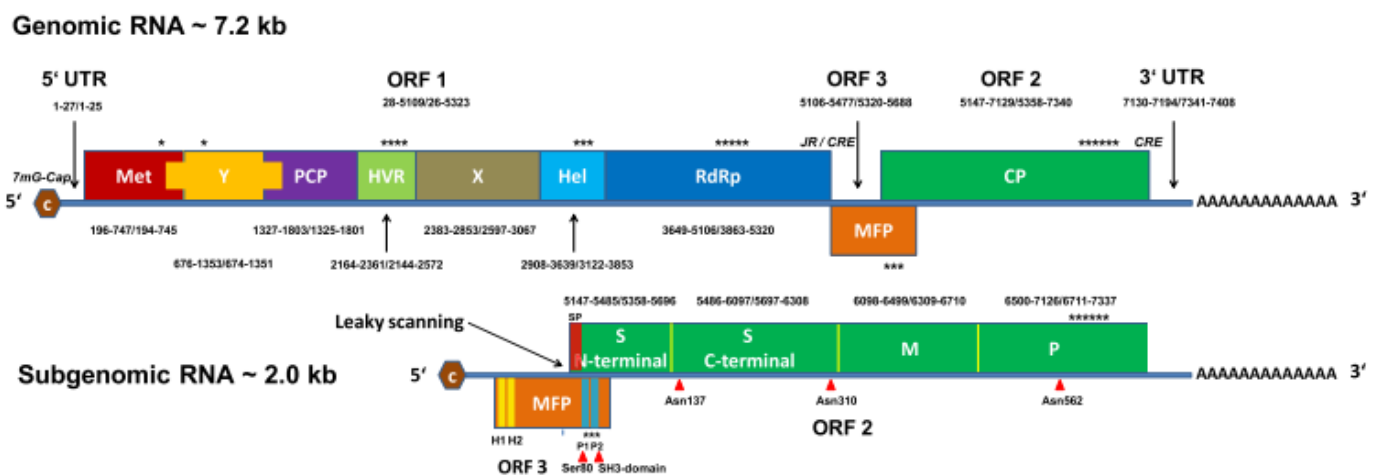 Genomic RNA ~ 7.2 kb
5‘ UTR ORF 1 ORF 3 ORF 2 3‘ UTR
1-27/1-25 28-5109/26-5323 5106-5477/5320-5688 5147-7129/5358-7340 7130-7194/7341-7408
* * **** *** ***** JR / CRE ****** CRE
7mG-Cap
Met Y PCP HVR X Hel RdRp CP
5‘ C AAAAAAAAAAAAA 3‘
196-747/194-745 1327-1803/1325-1801 2383-2853/2597-3067 3649-5106/3863-5320 MFP
676-1353/674-1351 2164-2361/2144-2572 2908-3639/3122-3853 ***
5147-5485/5358-5696 5486-6097/5697-6308 6098-6499/6309-6710 6500-7126/6711-7337
Leaky scanning SP ******
S S M P
N-terminal C-terminal
Subgenomic RNA ~ 2.0 kb 5‘ C AAAAAAAAAAAAA 3‘
MFP Asn137 Asn310 Asn562
*** ORF 2
H1 H2 P1 P2
ORF 3 Ser80 SH3-domain